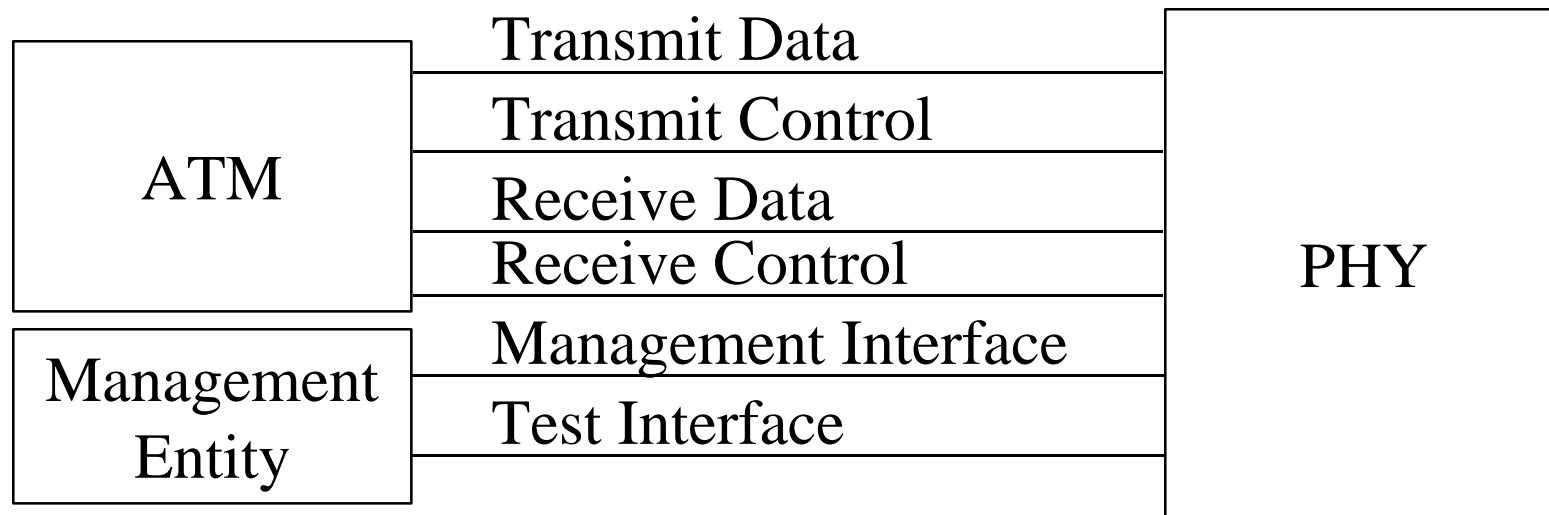 Transmit Data
Transmit Control
ATM
Receive Data
Receive Control
PHY
Management Interface
Management
Entity
Test Interface